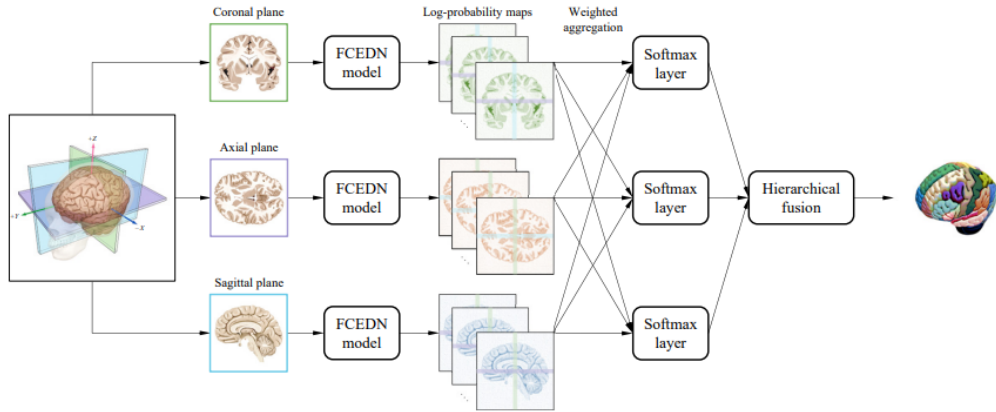 Coronal plane
Log-probability maps
Weighted
aggregation
FCEDN
model
Softmax
layer
+Z
+Y
-X
Axial plane
FCEDN
model
Softmax
layer
Hierarchical
fusion
Sagittal plane
FCEDN
model
Softmax
layer